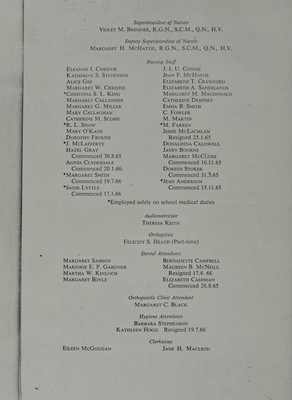 Superintendent of Nurses
VIOLET M. BRENNER, R.G.N., S.C.M., Q.N., H.V.
Deputy Superintendent of Nurses
MARGARET H. MCHATTIE, R.G.N., S.C.M., Q.N., H.V.
Nursing Staff
ELEANOR I. CHRISTIE
KATHERINE S. STEVENSON
ALICE GEE
MARGARET W. CHRISTIE
*CHRISTINA S. L. KING
MARGARET CALLANDER
MARGARET G. MILLER
MARY CALLAGHAN
CATHERINE M. SCOBIE
*R. L. SHAW
MARY O'KANE
DOROTHY
*J. MCLAFFERTY
HAZEL GRAY
Commenced 30.8.65
AGNES CLYDESDALE
Commenced 20.1.66.
*MARGARET SMITH
Commenced 19.7.66
*SADIE LYTTLE
Commenced 17.1.66
J. I. U.
JEAN P. MCHATTIE
ELIZABETH T. CRAWFORD
ELIZABETH A. SANDILANDS
MARGARET M. MACDONALD
CATHERINE DEMPSEY
EMMA B. SMITH
C. FOWLER
M. MARTIN
*M. FARREN
JESSIE MCLACHLAN
Resigned 25.1.65
DONALDINA CALDWELL
JANET BOURNE
MARGARET MCCLURE
Commenced 16.11.65
DOREEN STOKER
Commenced 31.5.65
*JEAN ANDERSON
Commenced 15.11.65
*Employed solely on school medical duties
Audiometrician
THERESA KEITH
Orthoptist
FELICITY S. HEATH (Part-time)
Dental Attendants
MARGARET SAMSON
MARJORIE E. P. GARDNER
MARTHA W. KINLOCH
MARGARET BOYLE
BERNADETTE CAMPBELL
MAUREEN B. MCNEILL
Resigned 17.4. 66
ELIZABETH CASHMAN
Commenced 26.8.65
Orthopaedic Clinic Attendant
MARGARET C. BLACK
Hygiene Attendants
BARBARA STEPHENSON
KATHLEEN HOGG Resigned 19.7.66
Clerkesses
EILEEN MCGOUGAN
JANE H. MACLEOD